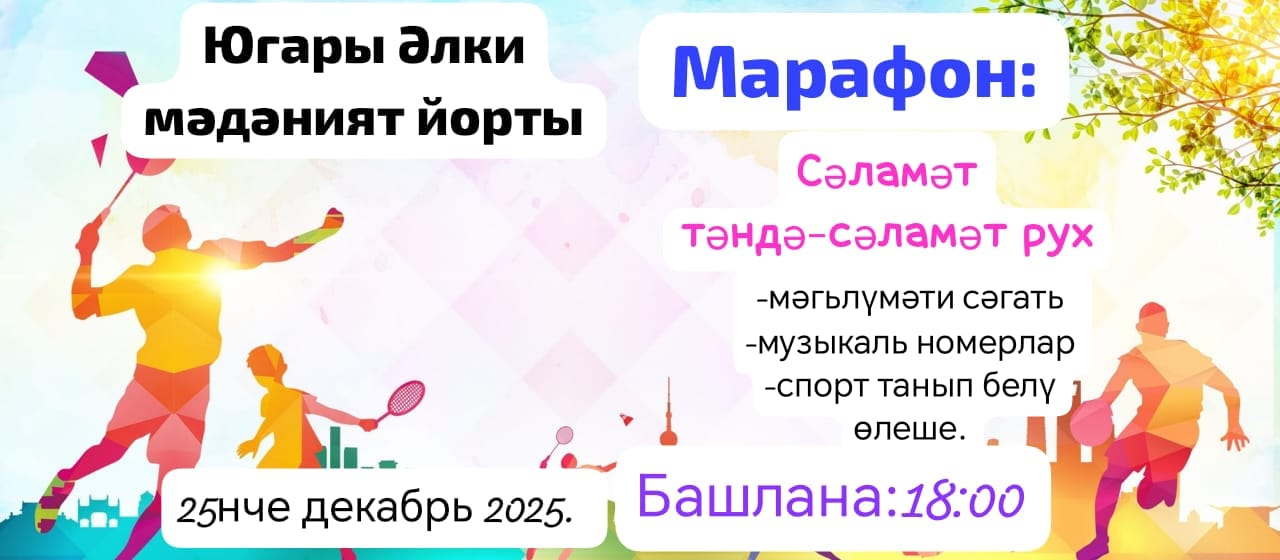 Югары Әлки
мәдәният йорты
Марафон:
Сәламәт
тәндә-сәламәт рух
-мәгьлүмәти сәгать
-музыкаль номерлар
-спорт танып белү
өлеше.
25нче декабрь 2025.
Башлана:18:00